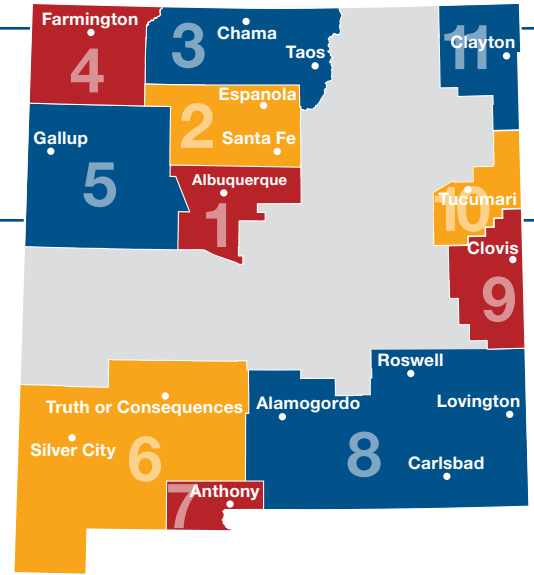 Farmington
4
3
Chama
Taos
11
Clayton
Espanola
2
Santa Fe
Gallup
5
Albuquerque
1
10
Tucumari
Clovis
9
Roswell
Truth or Consequences
Alamogordo
Lovington
Silver City
6
8
Carlsbad
7
Anthony